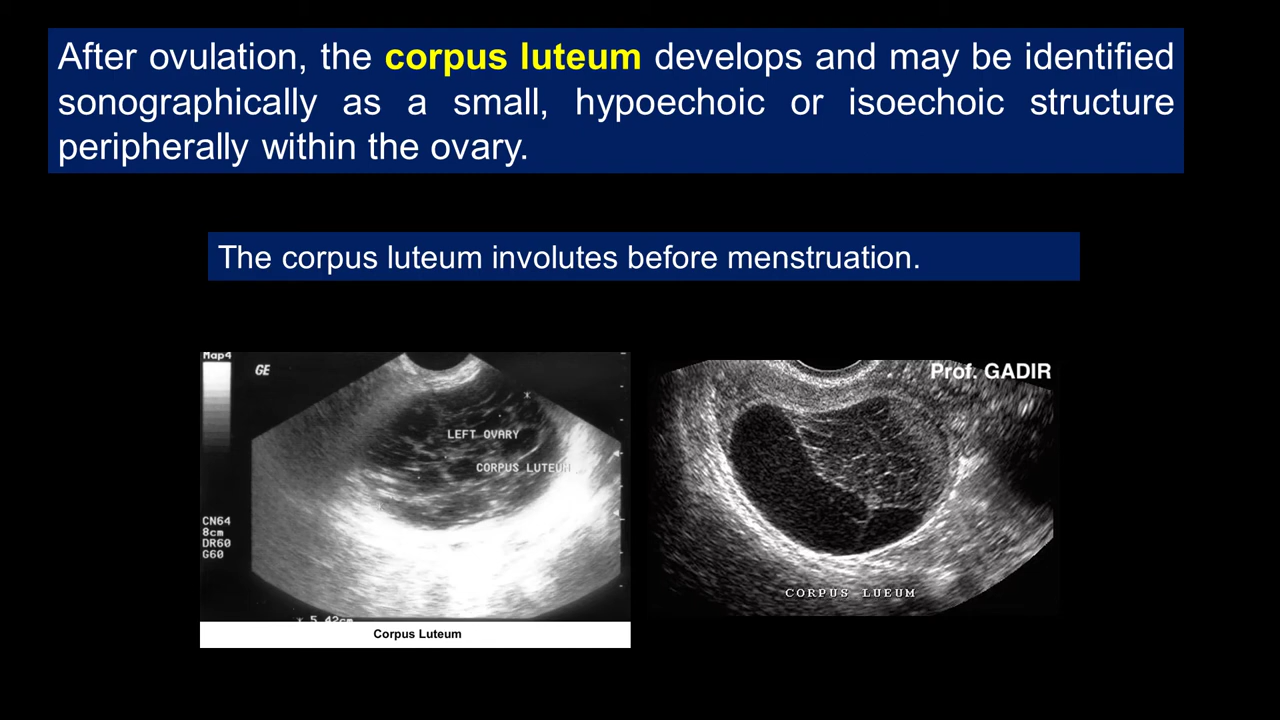 After ovulation, the corpus luteum develops and may be identified
sonographically as a small, hypoechoic or isoechoic structure
peripherally within the ovary.
The corpus luteum involutes before menstruation.
Map4
GE
LEFT OVARY
CORPUS LUTEUM
CN64
8cm
DR60
G60
5.42cm
Corpus Luteum
Prof. GADIR
CORPUS LUEUM